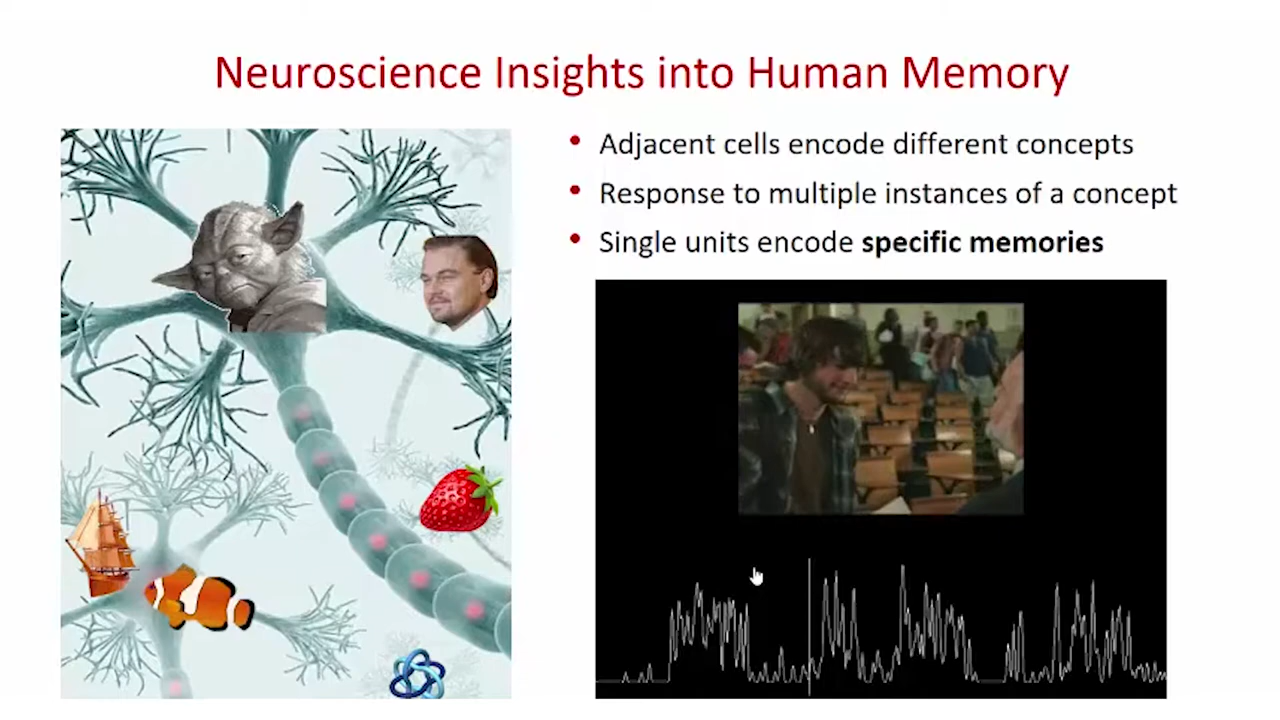 Neuroscience Insights into Human Memory
Adjacent cells encode different concepts
Response to multiple instances of a concept
Single units encode specific memories